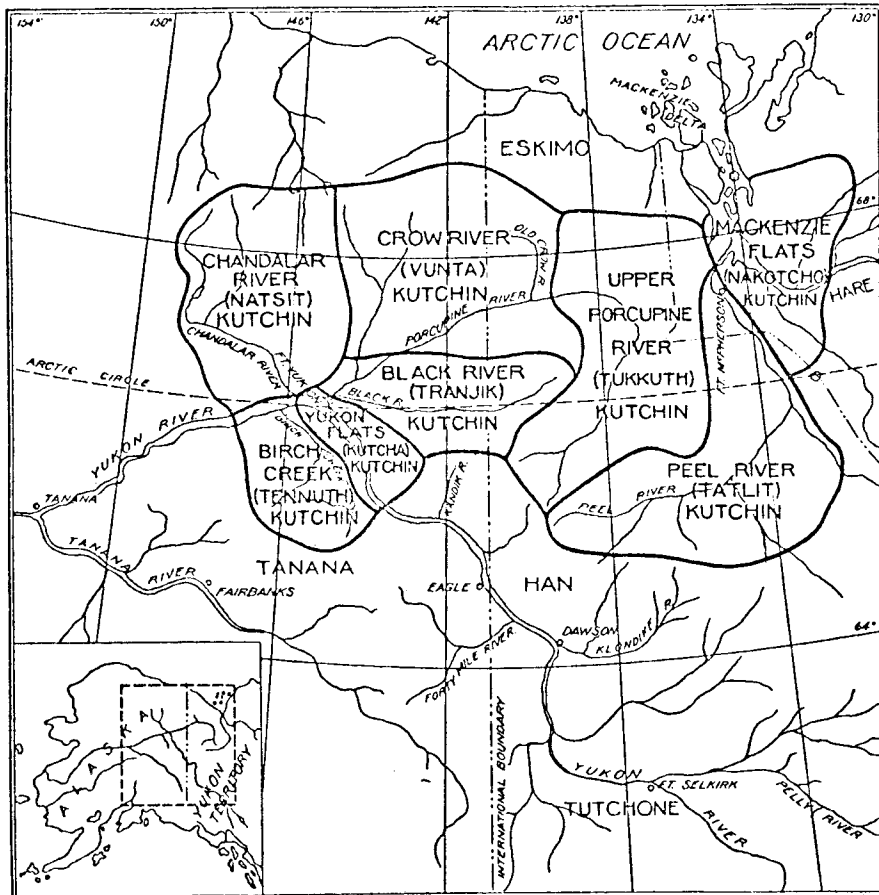 154°
150°
146°
142°
138°
134°
130°
ARCTIC OCEAN
MACKENZIE
DELTA
ESKIMO
68°
MACKENZIE
FLATS
(NAKOTCHO)
KUTCHIN
HARE
CHANDALAR
RIVER
(NATSIT)
KUTCHIN
CROW RIVER
(VUNTA)
KUTCHIN
OLD CROW R.
PORCUPINE RIVER
UPPER
PORCUPINE
RIVER
(TUKKUTH)
KUTCHIN
FT. MCPHERSON
CHANDALAR RIVER
FT. YUK.
ARCTIC CIRCLE
BLACK RIVER
(TRANJIK)
KUTCHIN
BLACK R.
YUKON RIVER
YUKON
FLATS
(KUTCHA)
KUTCHIN
BIRCH
BIRCH
CREEK
(TENNUTH)
KUTCHIN
KANDIK R.
PEEL RIVER
(TATLIT)
KUTCHIN
PEEL RIVER
TANANA
TANANA RIVER
FAIRBANKS
TANANA
EAGLE
HAN
DAWSON
KLONDIKE R.
64°
FORTY MILE RIVER
INTERNATIONAL BOUNDARY
YUKON RIVER
FT. SELKIRK
PELLY RIVER
TUTCHONE
ALASKA
YUKON
TERRITORY